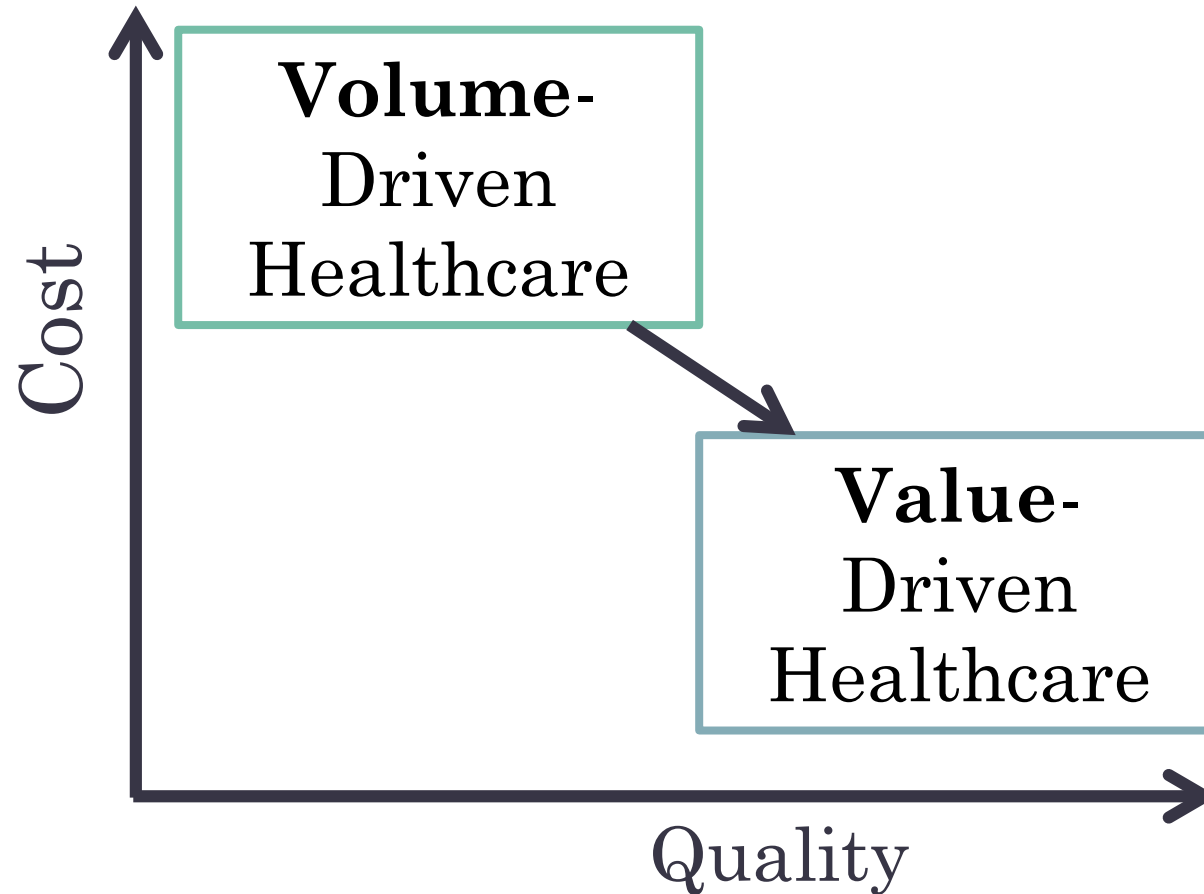 Volume-
Driven
Healthcare
Cost
Value-
Driven
Healthcare
Quality